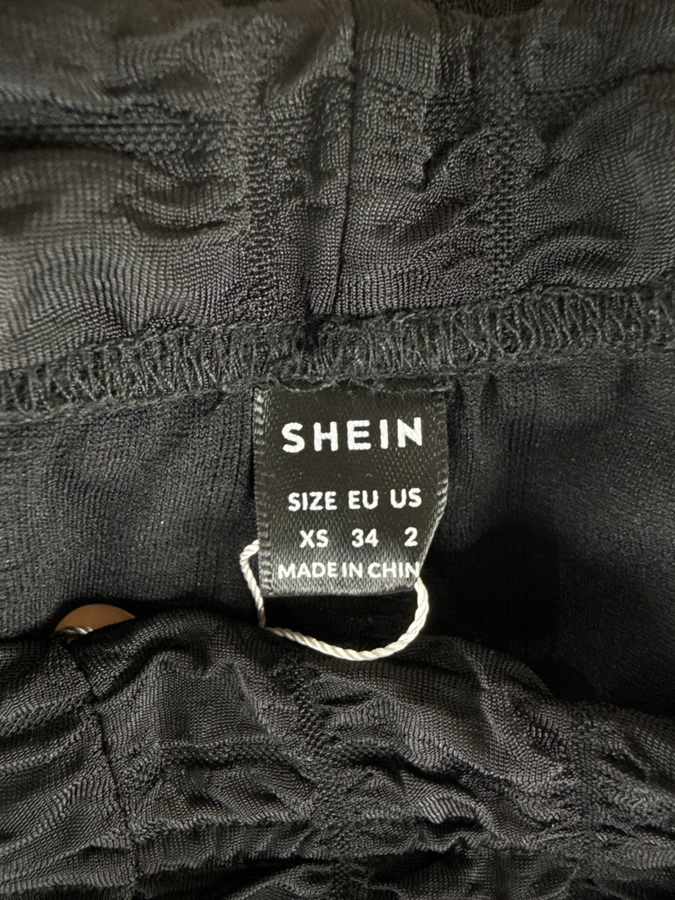 SHEIN
SIZE EU US
XS 34 2
MADE IN CHIN